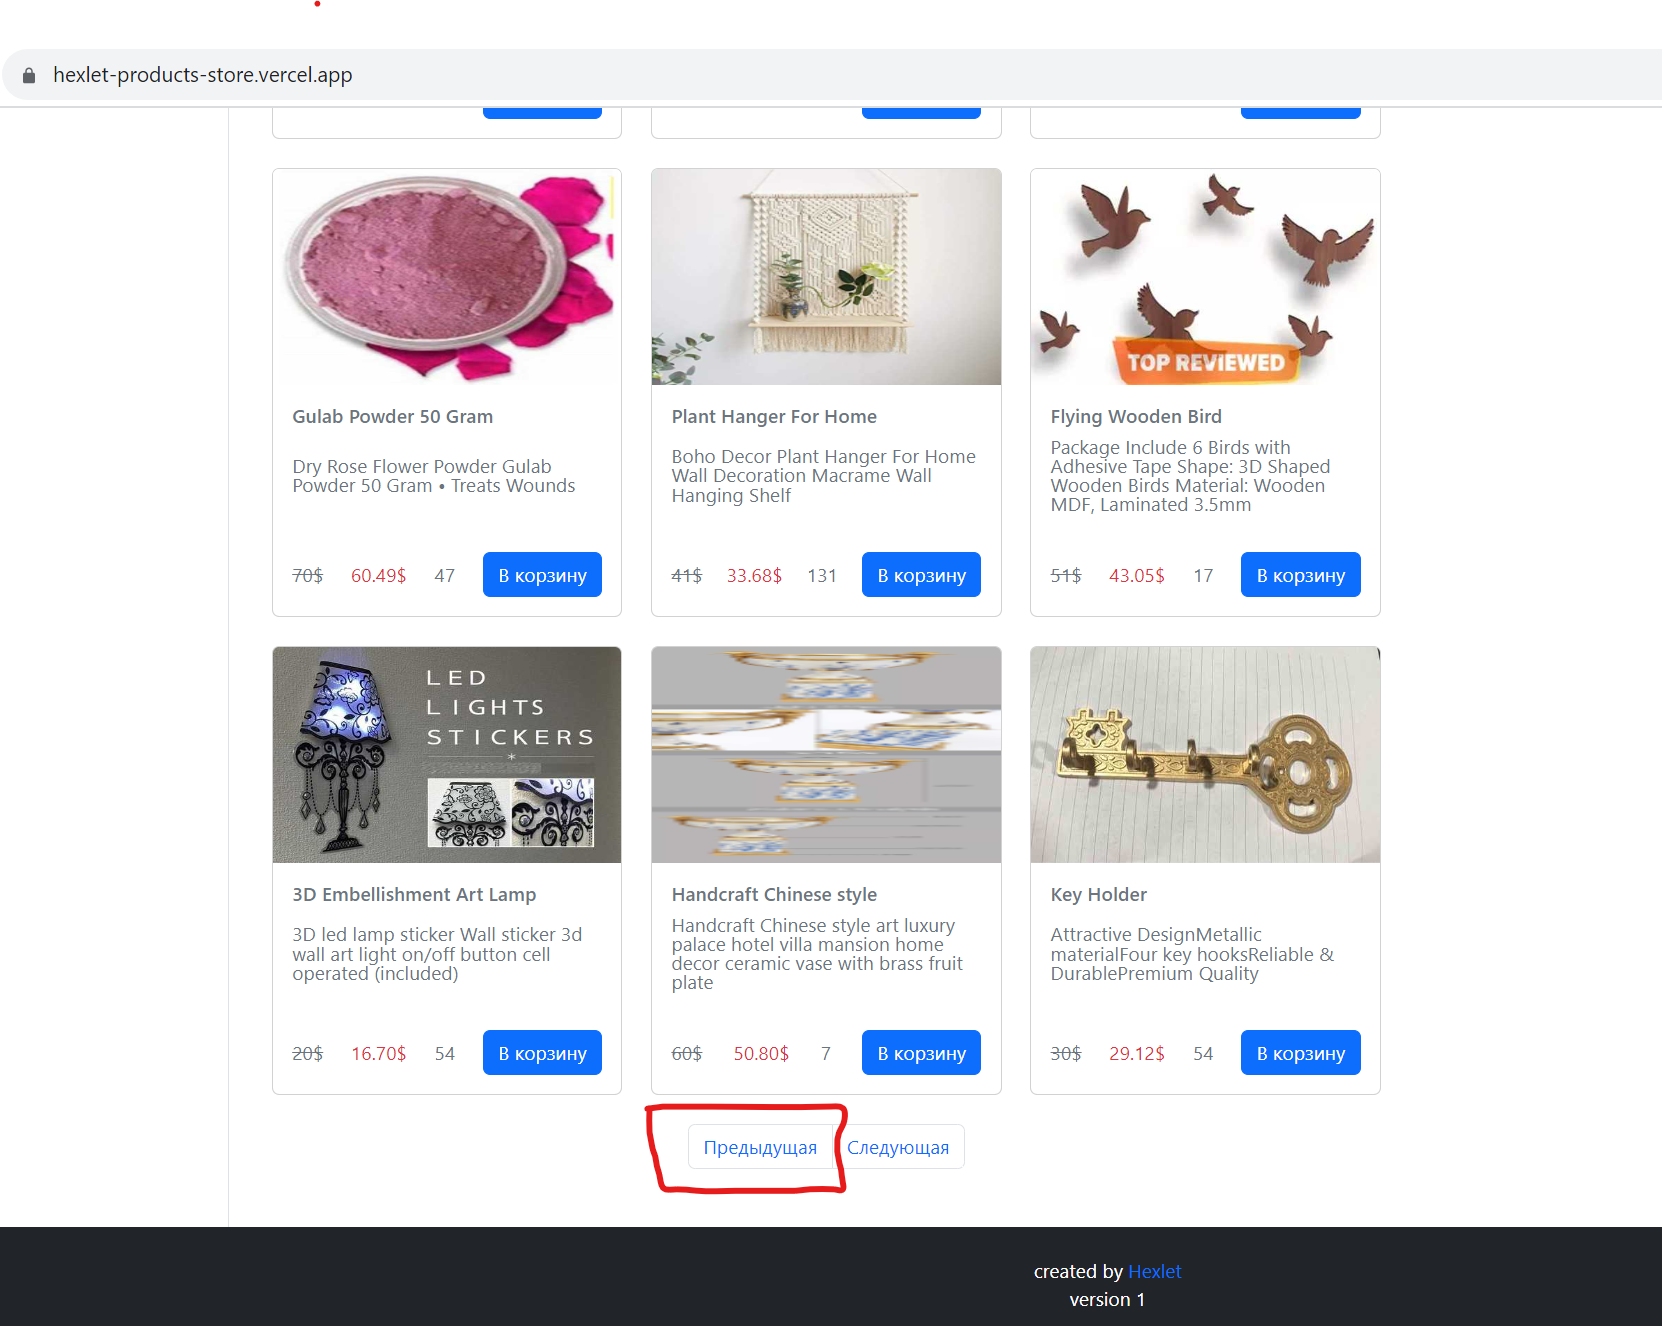 hexlet-products-store.vercel.app
TOP REVIEWED
Gulab Powder 50 Gram
Dry Rose Flower Powder Gulab
Powder 50 Gram • Treats Wounds
70$ 60.49$ 47 В корзину
Plant Hanger For Home
Boho Decor Plant Hanger For Home
Wall Decoration Macrame Wall
Hanging Shelf
41$ 33.68$ 131 В корзину
Flying Wooden Bird
Package Include 6 Birds with
Adhesive Tape Shape: 3D Shaped
Wooden Birds Material: Wooden
MDF, Laminated 3.5mm
51$ 43.05$ 17 В корзину
LED
LIGHTS
STICKERS
3D Embellishment Art Lamp
3D led lamp sticker Wall sticker 3d
wall art light on/off button cell
operated (included)
20$ 16.70$ 54 В корзину
Handcraft Chinese style
Handcraft Chinese style art luxury
palace hotel villa mansion home
decor ceramic vase with brass fruit
plate
60$ 50.80$ 7 В корзину
Key Holder
Attractive DesignMetallic
materialFour key hooksReliable &
DurablePremium Quality
30$ 29.12$ 54 В корзину
Предыдущая Следующая
created by Hexlet
version 1